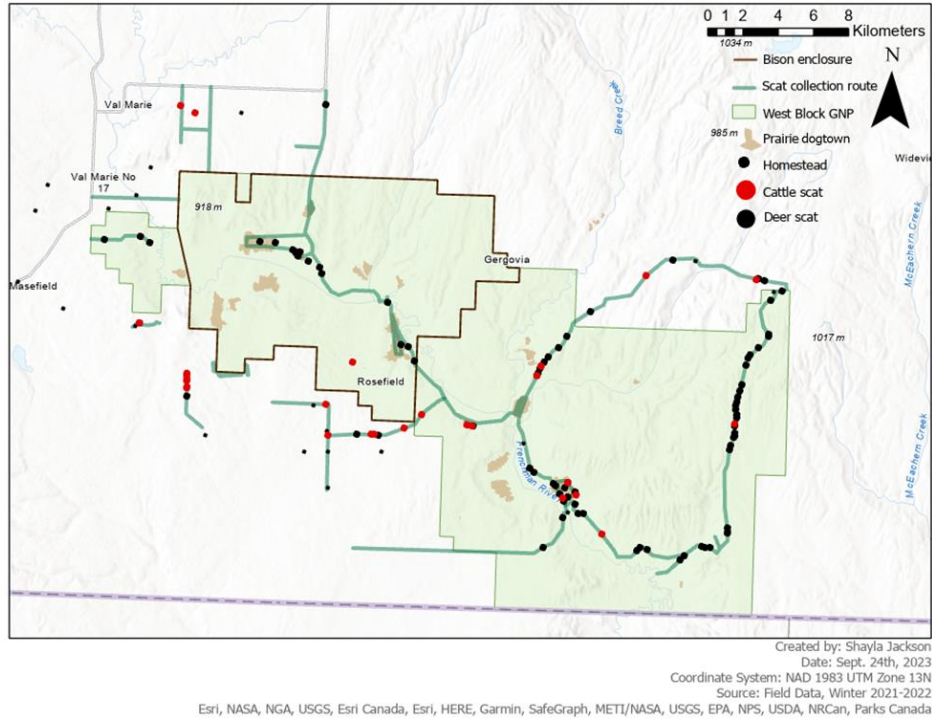 0 1 2 4 6 8
Kilometers
1034 m
N
Bison enclosure
Scat collection route
West Block GNP
985 m
Prairie dogtown
Homestead
Cattle scat
Deer scat
Breed Creek
Val Marie
Val Marie No
17
918 m
McEachern Creek
Gergovia
Masefield
1017 m
Rosefield
Frenchman River
McEachern Creek
Created by: Shayla Jackson
Date: Sept. 24th, 2023
Coordinate System: NAD 1983 UTM Zone 13N
Source: Field Data, Winter 2021-2022
Esri, NASA, NGA, USGS, Esri Canada, Esri, HERE, Garmin, SafeGraph, METI/NASA, USGS, EPA, NPS, USDA, NRCan, Parks Canada